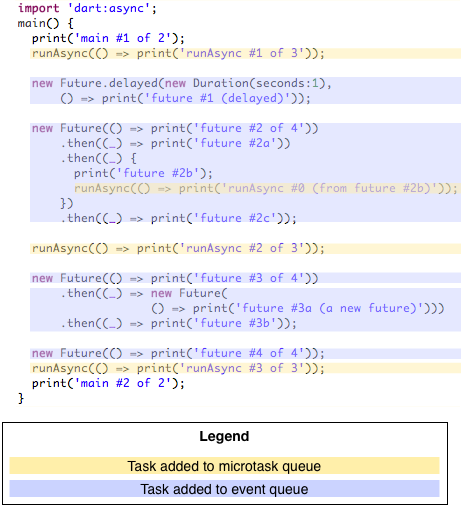 import 'dart:async';
main() {
  print('main #1 of 2');
  runAsync(() => print('runAsync #1 of 3'));

  new Future.delayed(new Duration(seconds:1),
      () => print('future #1 (delayed)'));

  new Future(() => print('future #2 of 4'))
      .then((_) => print('future #2a'))
      .then((_) {
        print('future #2b');
        runAsync(() => print('runAsync #0 (from future #2b)'));
      })
      .then((_) => print('future #2c'));

  runAsync(() => print('runAsync #2 of 3'));

  new Future(() => print('future #3 of 4'))
      .then((_) => new Future(
                   () => print('future #3a (a new future)')))
      .then((_) => print('future #3b'));

  new Future(() => print('future #4 of 4'));
  runAsync(() => print('runAsync #3 of 3'));
  print('main #2 of 2');
}
Legend
Task added to microtask queue
Task added to event queue